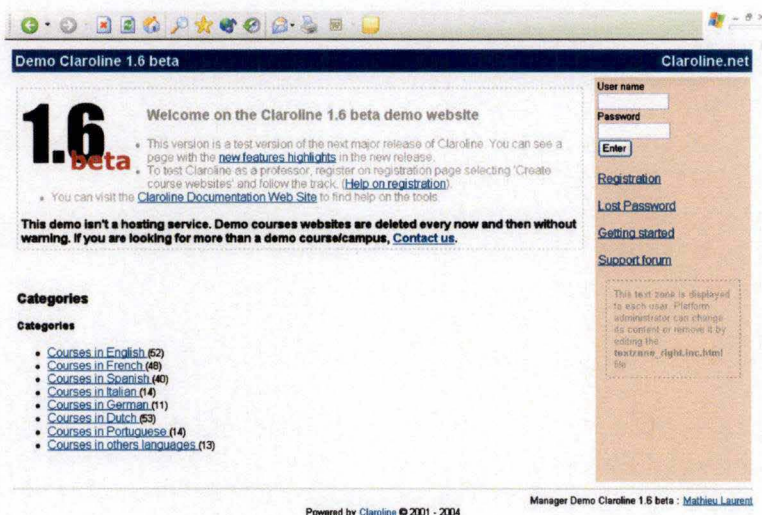 Demo Claroline 1.6 beta
Claroline.net
1.6
beta
Welcome on the Claroline 1.6 beta demo website
This version is a test version of the next major release of Claroline. You can see a
page with the new features highlights in the new release.
To test Claroline as a professor, register on registration page selecting 'Create
course websites' and follow the track. (Help on registration).
You can visit the Claroline Documentation Web Site to find help on the tools
This demo isn't a hosting service. Demo courses websites are deleted every now and then without
warning. If you are looking for more than a demo course/campus, Contact us.
Categories
Categories
Courses in English (52)
Courses in French (48)
Courses in Spanish (40)
Courses in Italian (14)
Courses in German (11)
Courses in Dutch (53)
Courses in Portuguese (14)
Courses in others languages (13)
User name
Password
Enter
Registration
Lost Password
Getting started
Support forum
This text zone is displayed
to each user. Platform
administrator can change
its content or remove it by
editing the
textzone_right.inc.html
file
Manager Demo Claroline 1.6 beta : Mathieu Laurent
Powered by Claroline © 2001 - 2004